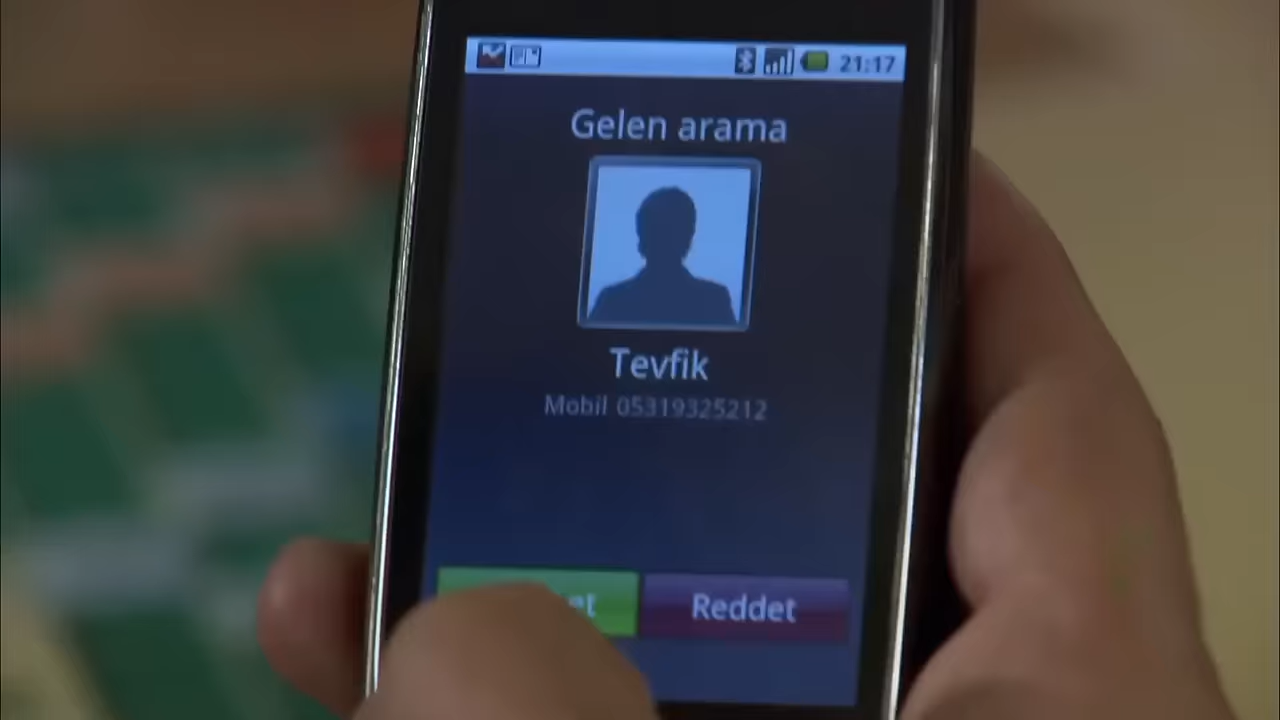 21:17
Gelen arama
Tevfik
Mobil 05319325212
Reddet